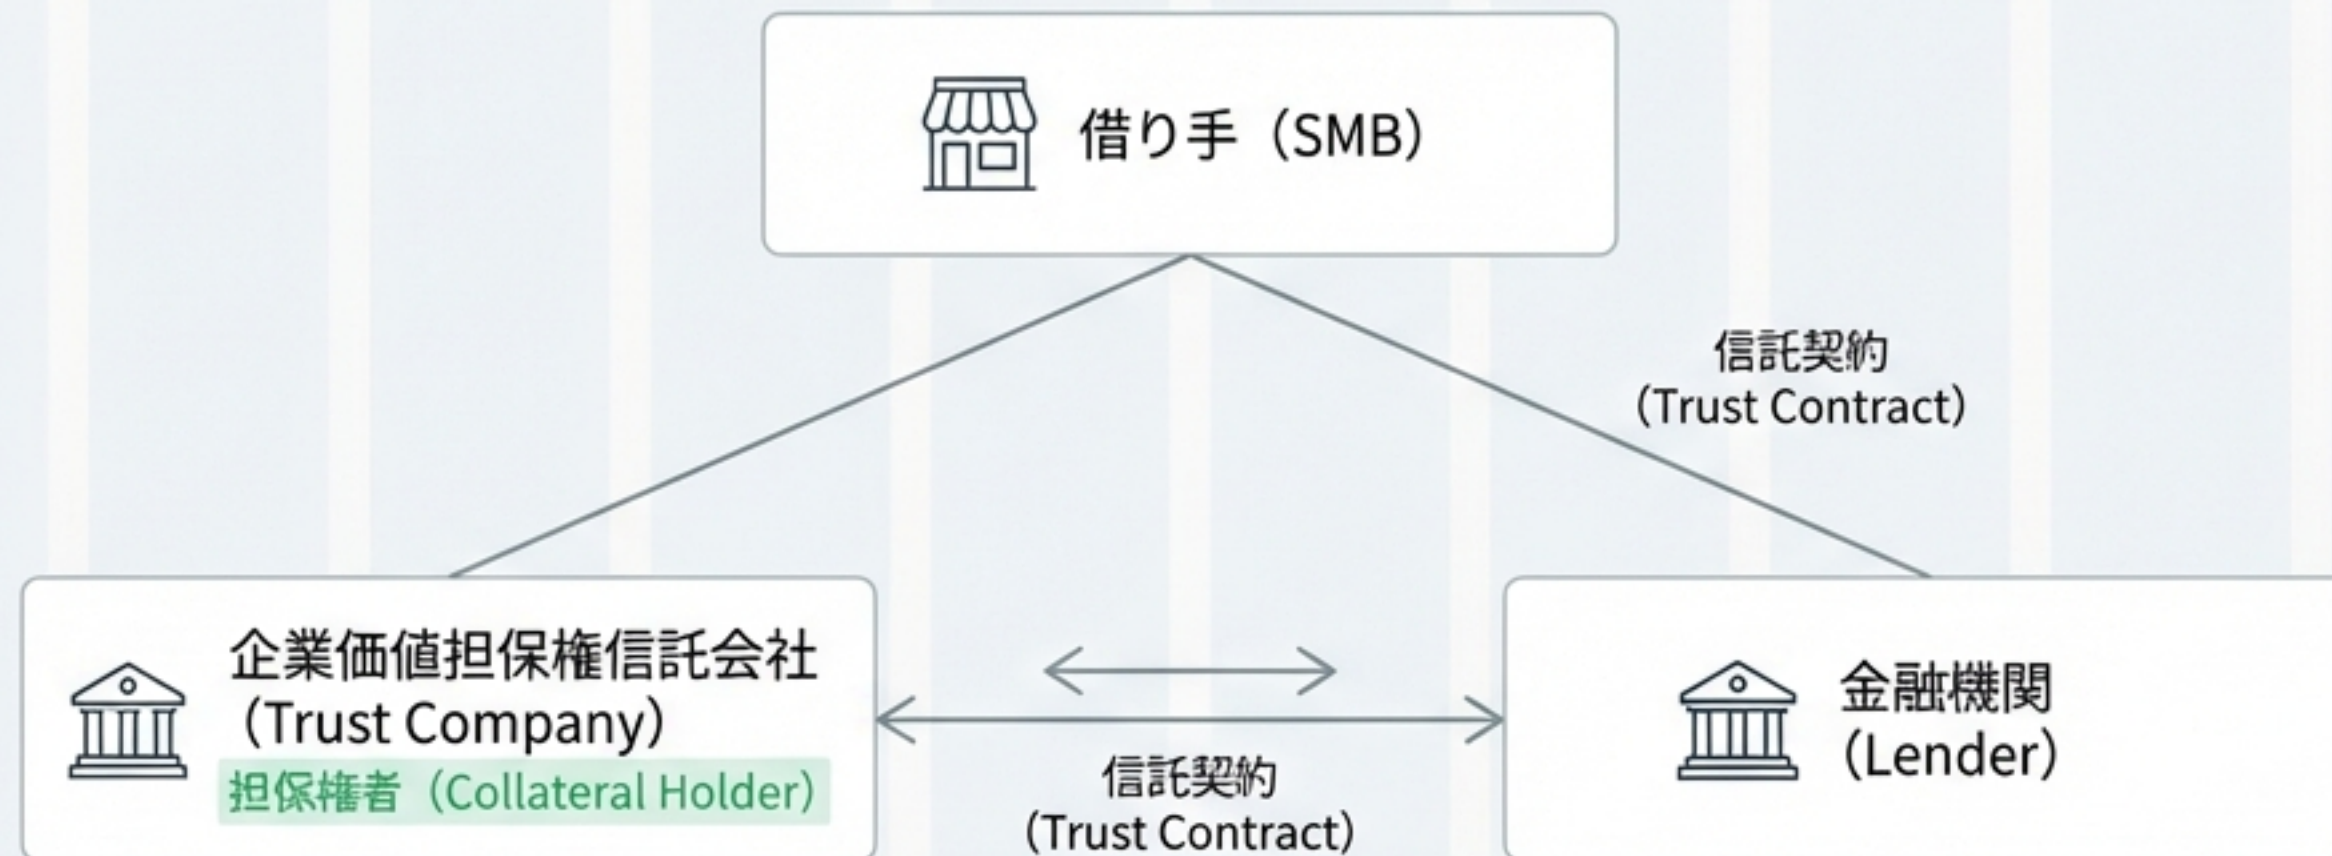 借り手（SMB）
信託契約
（Trust Contract）
企業価値担保権信託会社
（Trust Company）
担保権者（Collateral Holder）
信託契約
（Trust Contract）
金融機関
（Lender）